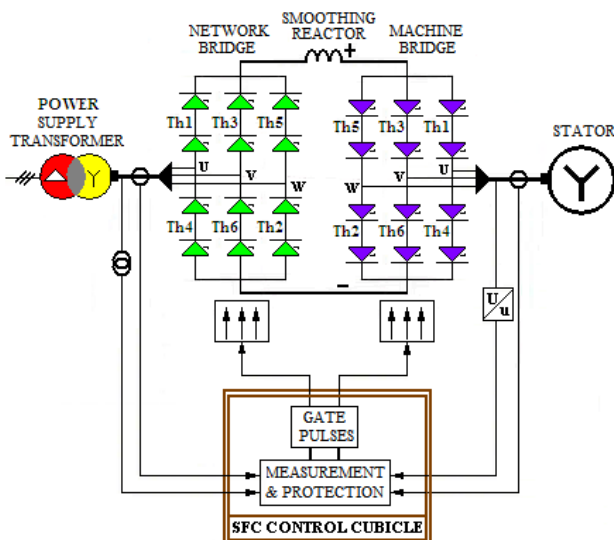 SMOOTHING
REACTOR
NETWORK
BRIDGE
MACHINE
BRIDGE
+
POWER
SUPPLY
TRANSFORMER
STATOR
Th1 Th3 Th5
Th5 Th3 Th1
U V W
W V U
Th4 Th6 Th2
Th2 Th6 Th4
Y
Y
-
U/u
GATE
PULSES
MEASUREMENT
& PROTECTION
SFC CONTROL CUBICLE